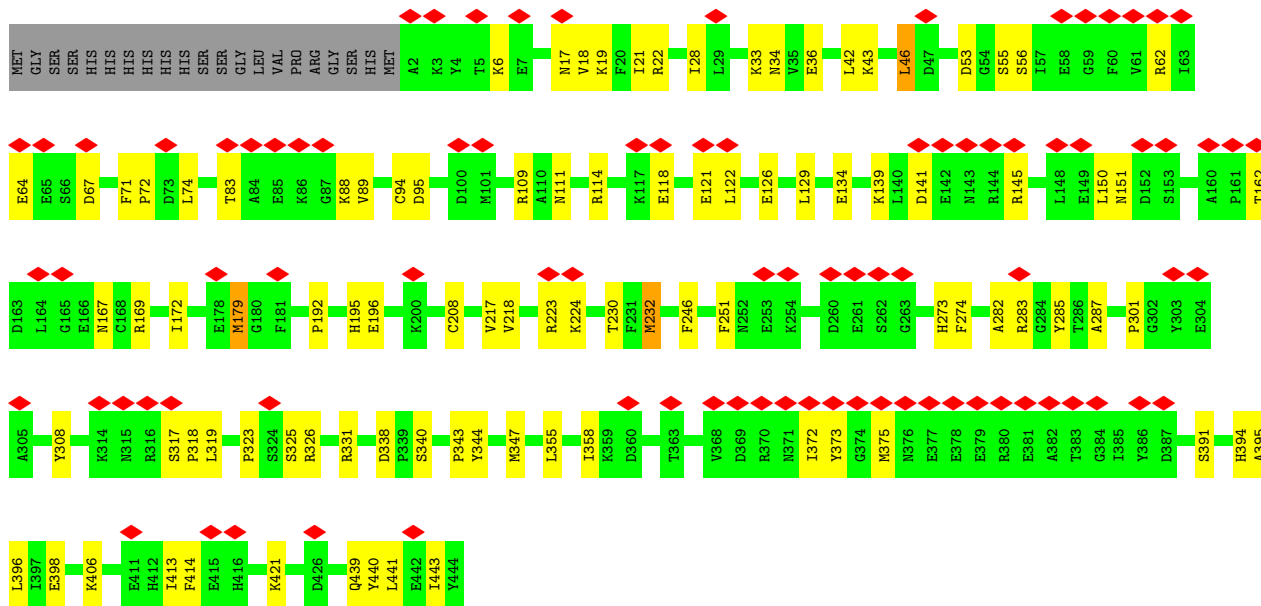 MET GLY SER SER HIS HIS HIS HIS HIS HIS SER SER GLY LEU VAL PRO ARG GLY SER HIS MET A2 K3 Y4 T5 K6 E7 N17 V18 K19 F20 I21 R22 I28 L29 K33 N34 V35 E36 L42 K43 L46 D47 D53 G54 S55 S56 I57 E58 G59 F60 V61 R62 I63
E64 E65 S66 D67 F71 P72 D73 L74 T83 A84 E85 K86 G87 K88 V89 C94 D95 D100 M101 R109 A110 N111 R114 K117 E118 E121 L122 E126 L129 E134 K139 L140 D141 E142 N143 R144 R145 L148 E149 L150 N151 D152 S153 A160 P161 T162
D163 L164 G165 E166 N167 C168 R169 I172 E178 M179 G180 F181 P192 H195 E196 K200 C208 V217 V218 R223 K224 T230 F231 M232 F246 F251 N252 E253 K254 D260 E261 S262 G263 H273 F274 A282 R283 G284 Y285 T286 A287 P301 G302 Y303 E304
A305 Y308 K314 N315 R316 S317 P318 L319 P323 S324 S325 R326 R331 D338 P339 S340 P343 Y344 M347 L355 I358 K359 D360 T363 V368 D369 R370 N371 I372 Y373 G374 M375 N376 E377 E378 E379 R380 E381 A382 T383 G384 I385 Y386 D387 S391 H394 A395
L396 I397 E398 K406 E411 H412 I413 F414 E415 H416 K421 D426 Q439 Y440 L441 E442 I443 Y444